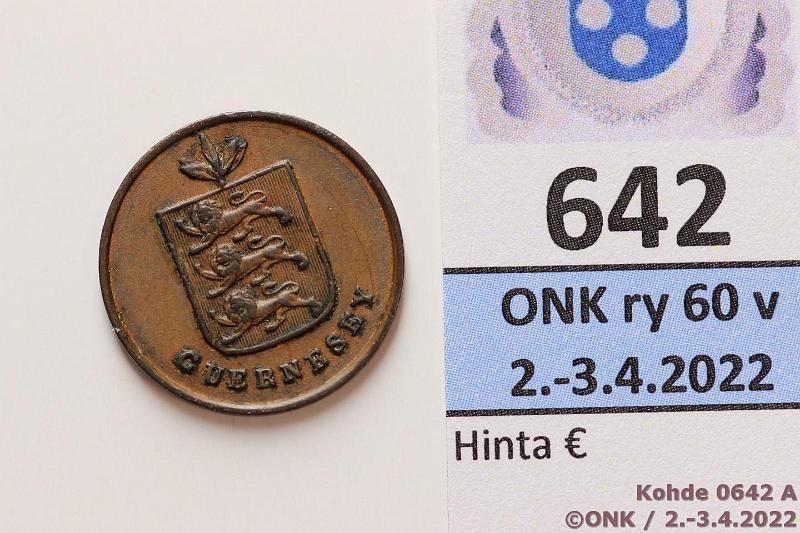 GUERNESEY
642
ONK ry 60 v
2.-3.4.2022
Hinta €
Kohde 0642 A
©ONK / 2.-3.4.2022